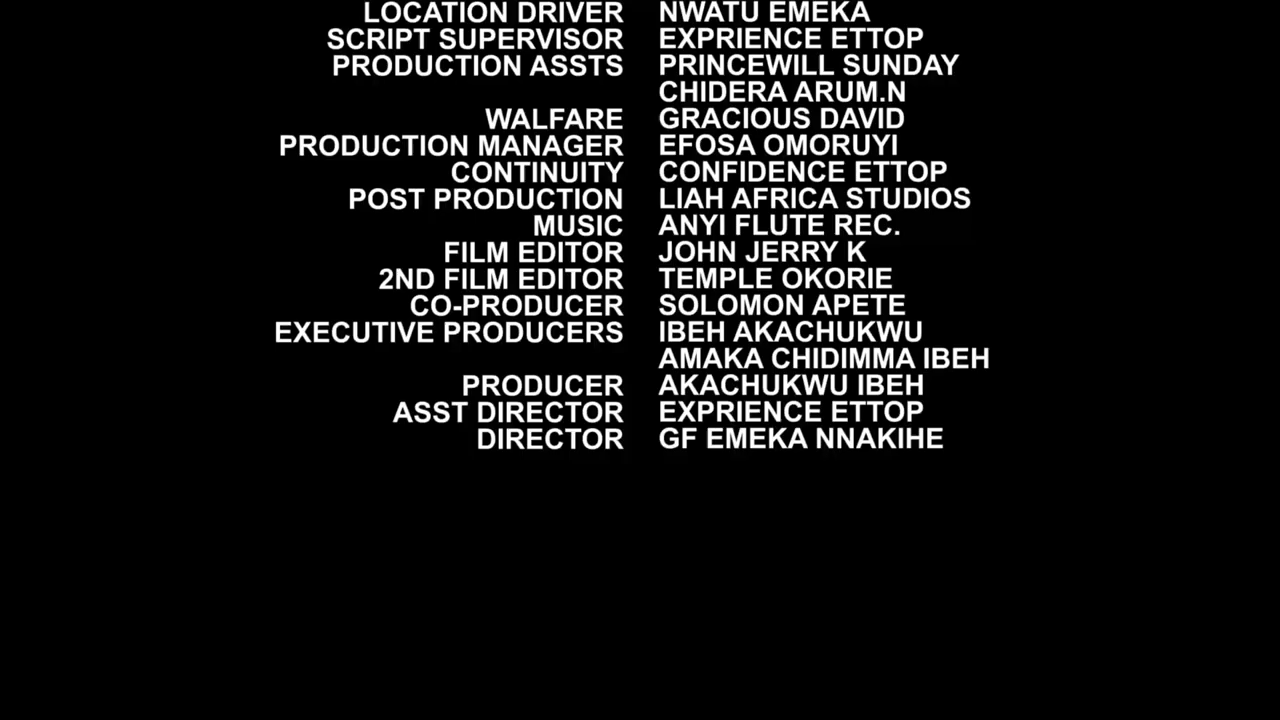 LOCATION DRIVER NWATU EMEKA
SCRIPT SUPERVISOR EXPRIENCE ETTOP
PRODUCTION ASSTS PRINCEWILL SUNDAY
CHIDERA ARUM.N
WALFARE GRACIOUS DAVID
PRODUCTION MANAGER EFOSA OMORUYI
CONTINUITY CONFIDENCE ETTOP
POST PRODUCTION LIAH AFRICA STUDIOS
MUSIC ANYI FLUTE REC.
FILM EDITOR JOHN JERRY K
2ND FILM EDITOR TEMPLE OKORIE
CO-PRODUCER SOLOMON APETE
EXECUTIVE PRODUCERS IBEH AKACHUKWU
AMAKA CHIDIMMA IBEH
PRODUCER AKACHUKWU IBEH
ASST DIRECTOR EXPRIENCE ETTOP
DIRECTOR GF EMEKA NNAKIHE